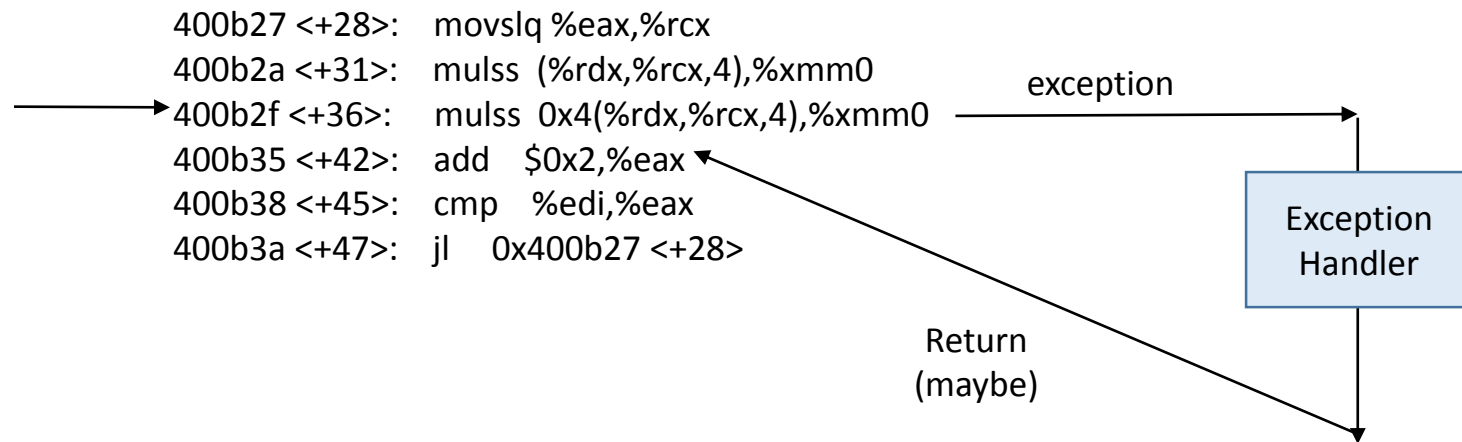 400b27 <+28>: movslq %eax,%rcx
400b2a <+31>: mulss (%rdx,%rcx,4),%xmm0
400b2f <+36>: mulss 0x4(%rdx,%rcx,4),%xmm0
400b35 <+42>: add $0x2,%eax
400b38 <+45>: cmp %edi,%eax
400b3a <+47>: jl 0x400b27 <+28>
exception
Exception
Handler
Return
(maybe)